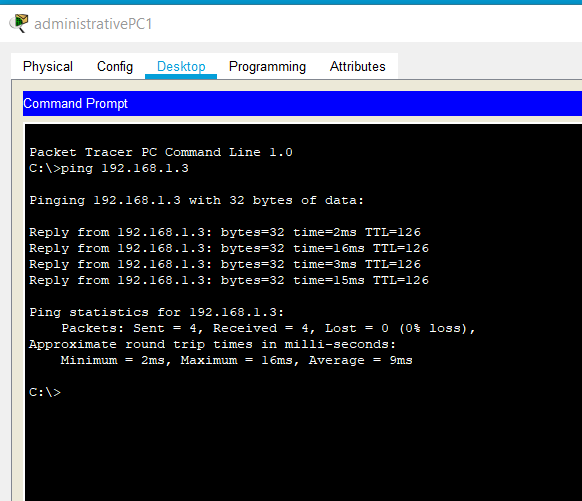 administrativePC1
Physical Config Desktop Programming Attributes
Command Prompt
Packet Tracer PC Command Line 1.0
C:\>ping 192.168.1.3
Pinging 192.168.1.3 with 32 bytes of data:
Reply from 192.168.1.3: bytes=32 time=2ms TTL=126
Reply from 192.168.1.3: bytes=32 time=16ms TTL=126
Reply from 192.168.1.3: bytes=32 time=3ms TTL=126
Reply from 192.168.1.3: bytes=32 time=15ms TTL=126
Ping statistics for 192.168.1.3:
Packets: Sent = 4, Received = 4, Lost = 0 (0% loss),
Approximate round trip times in milli-seconds:
Minimum = 2ms, Maximum = 16ms, Average = 9ms
C:\>